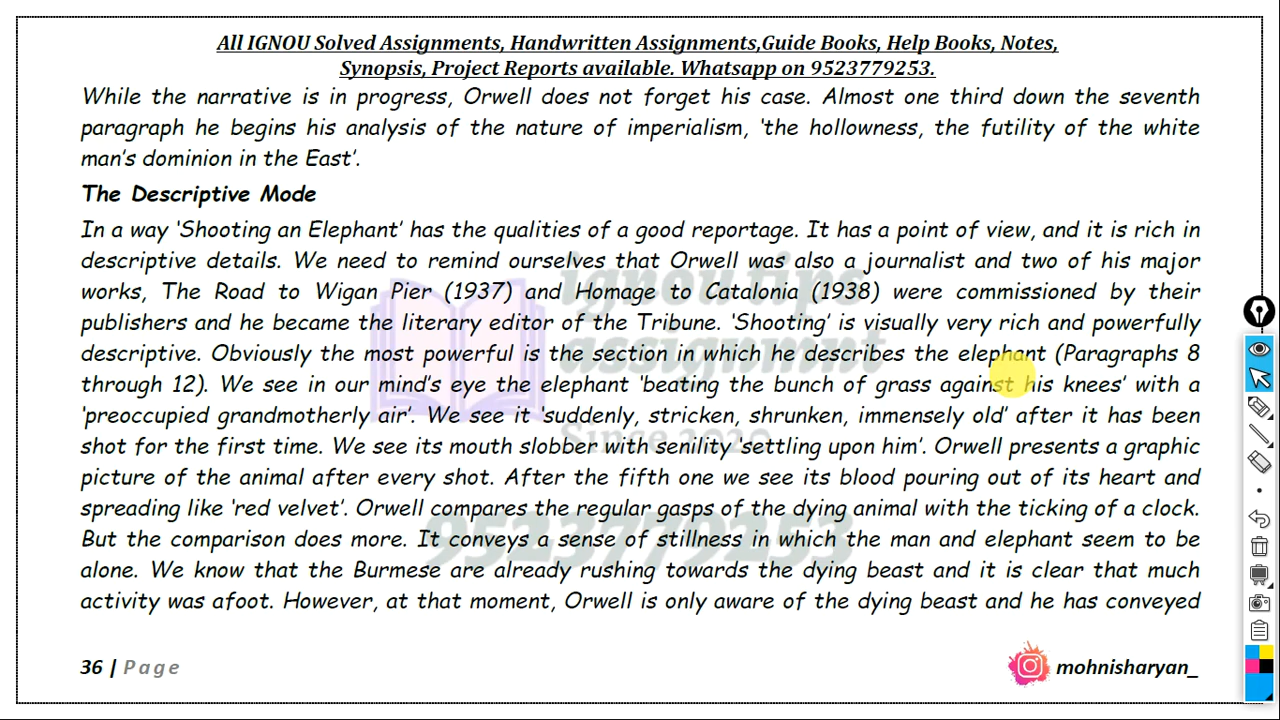 All IGNOU Solved Assignments, Handwritten Assignments,Guide Books, Help Books, Notes,
Synopsis, Project Reports available. Whatsapp on 9523779253.
While the narrative is in progress, Orwell does not forget his case. Almost one third down the seventh
paragraph he begins his analysis of the nature of imperialism, 'the hollowness, the futility of the white
man's dominion in the East'.
The Descriptive Mode
In a way 'Shooting an Elephant' has the qualities of a good reportage. It has a point of view, and it is rich in
descriptive details. We need to remind ourselves that Orwell was also a journalist and two of his major
works, The Road to Wigan Pier (1937) and Homage to Catalonia (1938) were commissioned by their
publishers and he became the literary editor of the Tribune. 'Shooting' is visually very rich and powerfully
descriptive. Obviously the most powerful is the section in which he describes the elephant (Paragraphs 8
through 12). We see in our mind's eye the elephant 'beating the bunch of grass against his knees' with a
'preoccupied grandmotherly air'. We see it 'suddenly, stricken, shrunken, immensely old' after it has been
shot for the first time. We see its mouth slobber with senility 'settling upon him'. Orwell presents a graphic
picture of the animal after every shot. After the fifth one we see its blood pouring out of its heart and
spreading like 'red velvet'. Orwell compares the regular gasps of the dying animal with the ticking of a clock.
But the comparison does more. It conveys a sense of stillness in which the man and elephant seem to be
alone. We know that the Burmese are already rushing towards the dying beast and it is clear that much
activity was afoot. However, at that moment, Orwell is only aware of the dying beast and he has conveyed
ignou tips
assignmnt
Since 2020
9523779253
36 | Page
mohnisharyan_